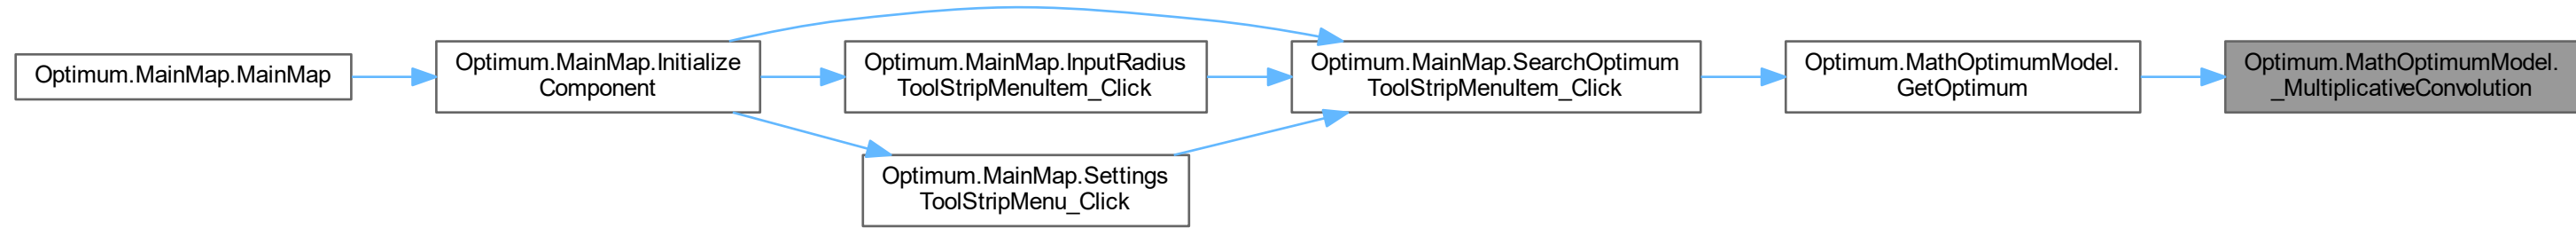 Optimum.MainMap.MainMap
Optimum.MainMap.Initialize
Component
Optimum.MainMap.InputRadius
ToolStripMenuItem_Click
Optimum.MainMap.Settings
ToolStripMenu_Click
Optimum.MainMap.SearchOptimum
ToolStripMenuItem_Click
Optimum.MathOptimumModel.
GetOptimum
Optimum.MathOptimumModel.
_MultiplicativeConvolution